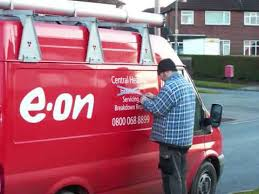 e·on
Central Heating
Servicing
Breakdown
0800 068 8899